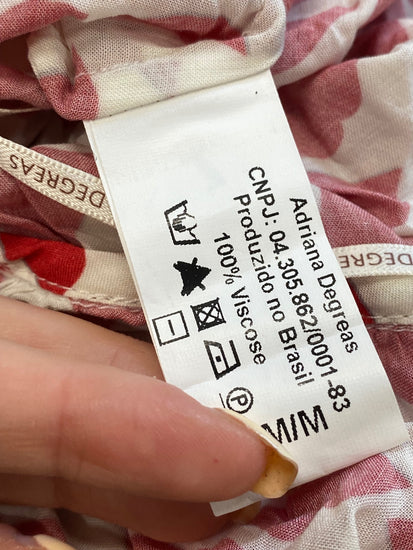 Adriana Degreas
CNPJ: 04.305.862/0001-83
Produzido no Brasil
100% Viscose
P
M/M
DEGREAS
DEGREAS